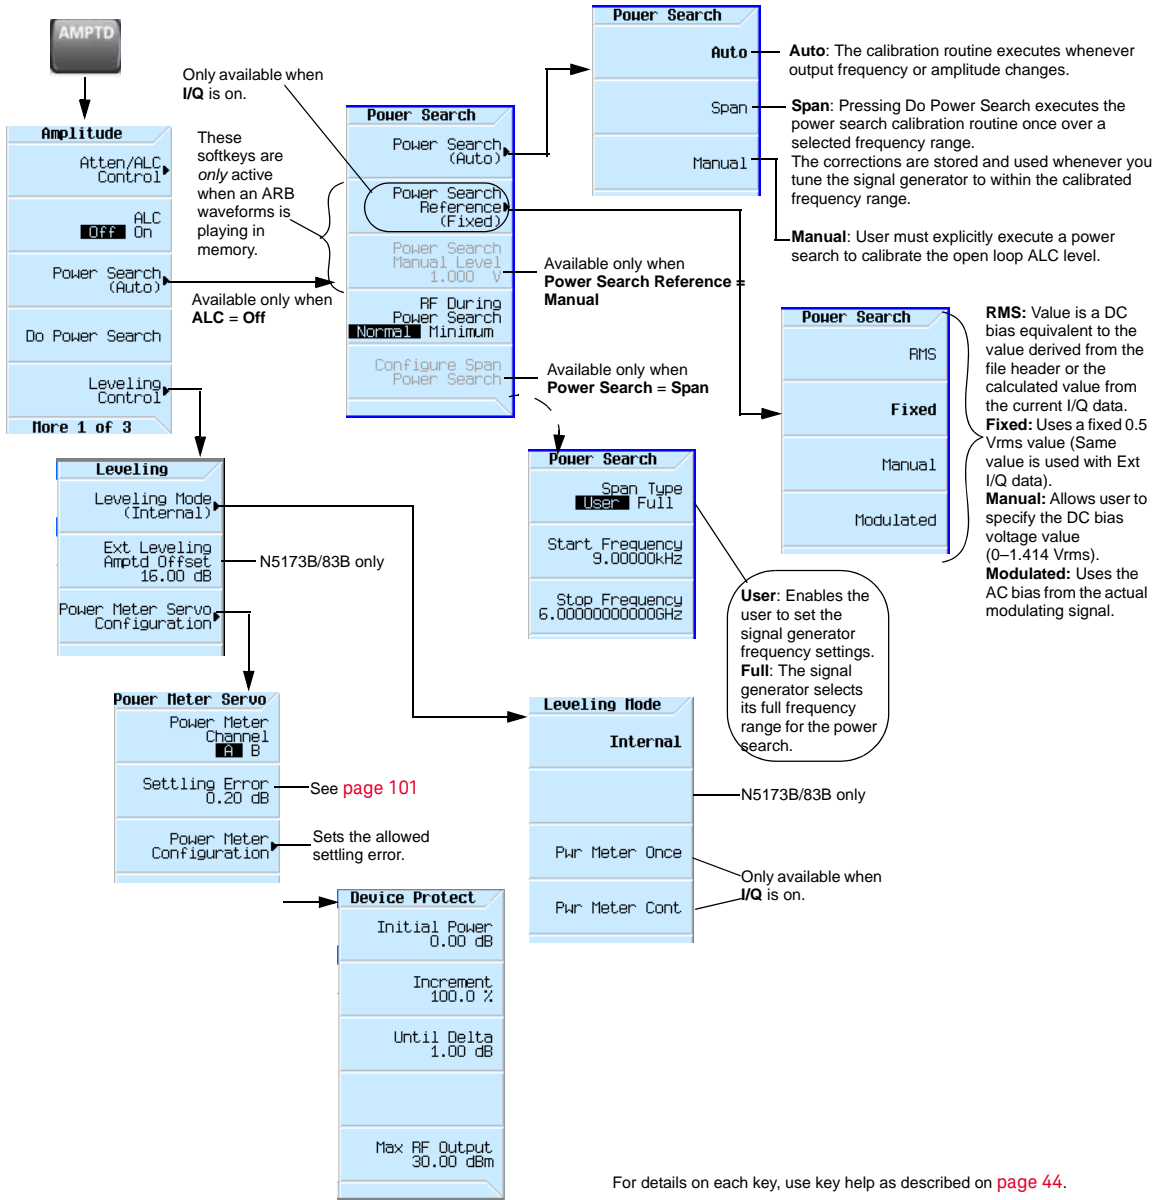 AMPTD
Amplitude
Atten/ALC
Control
ALC
Off On
Power Search
(Auto)
Do Power Search
Leveling
Control
More 1 of 3
Only available when
I/Q is on.
These
softkeys are
only active
when an ARB
waveforms is
playing in
memory.
Available only when
ALC = Off
Power Search
Power Search
(Auto)
Power Search
Reference
(Fixed)
Power Search
Manual Level
1.000 V
RF During
Power Search
Normal Minimum
Configure Span
Power Search
Available only when
Power Search Reference =
Manual
Available only when
Power Search = Span
Power Search
Auto
Span
Manual
Auto: The calibration routine executes whenever
output frequency or amplitude changes.
Span: Pressing Do Power Search executes the
power search calibration routine once over a
selected frequency range.
The corrections are stored and used whenever you
tune the signal generator to within the calibrated
frequency range.
Manual: User must explicitly execute a power
search to calibrate the open loop ALC level.
Power Search
RMS
Fixed
Manual
Modulated
RMS: Value is a DC
bias equivalent to the
value derived from the
file header or the
calculated value from
the current I/Q data.
Fixed: Uses a fixed 0.5
Vrms value (Same
value is used with Ext
I/Q data).
Manual: Allows user to
specify the DC bias
voltage value
(0–1.414 Vrms).
Modulated: Uses the
AC bias from the actual
modulating signal.
Power Search
Span Type
User Full
Start Frequency
9.00000kHz
Stop Frequency
6.00000000000GHz
User: Enables the
user to set the
signal generator
frequency settings.
Full: The signal
generator selects
its full frequency
range for the power
search.
Leveling
Leveling Mode
(Internal)
Ext Leveling
Amptd Offset
16.00 dB
Power Meter Servo
Configuration
N5173B/83B only
Power Meter Servo
Power Meter
Channel
A B
Settling Error
0.20 dB
Power Meter
Configuration
See page 101
Sets the allowed
settling error.
Leveling Mode
Internal
Pwr Meter Once
Pwr Meter Cont
N5173B/83B only
Only available when
I/Q is on.
Device Protect
Initial Power
0.00 dB
Increment
100.0 %
Until Delta
1.00 dB
Max RF Output
30.00 dBm
For details on each key, use key help as described on page 44.